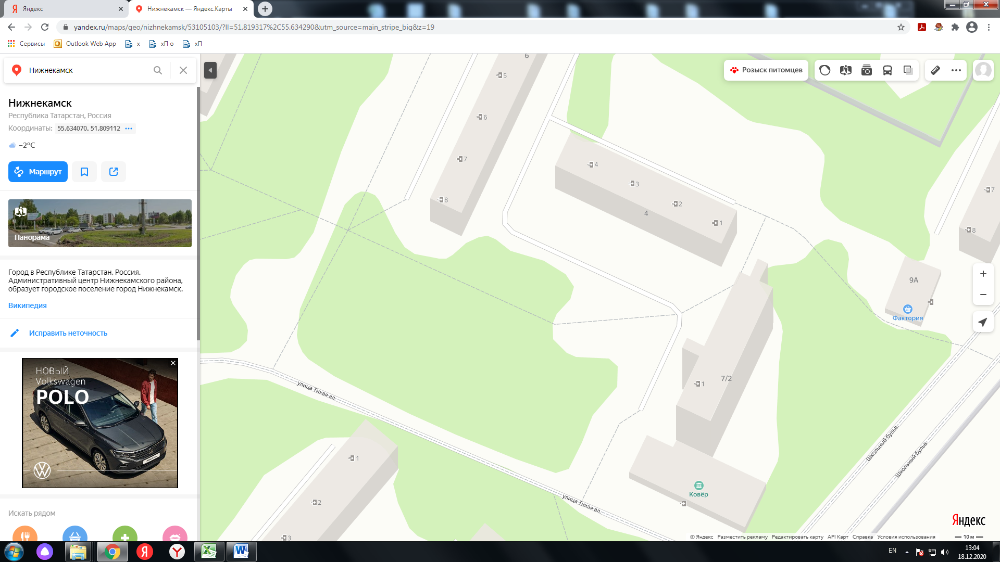 Яндекс
Нижнекамск — Яндекс.Карты
yandex.ru/maps/geo/nizhnekamsk/53105103/?ll=51.819317%2C55.634290&utm_source=main_stripe_big&z=19
Сервисы
Outlook Web App
х
хП о
хП
Нижнекамск
Нижнекамск
Республика Татарстан, Россия
Координаты: 55.634070, 51.809112 •••
−2°C
Маршрут
Панорама
Город в Республике Татарстан, Россия.
Административный центр Нижнекамского района,
образует городское поселение город Нижнекамск.
Википедия
Исправить неточность
НОВЫЙ
Volkswagen
POLO
Искать рядом
Розыск питомцев
6
5
6
7
8
4
3
2
1
4
7
8
9А
Фактория
1
7/2
улица Тихая ал.
1
2
3
Ковёр
улица Тихая ал.
Школьный бульв.
Школьный бульв.
Яндекс
© Яндекс Разместить рекламу Редактировать карту API Карт Справка Условия использования
10 м
EN
13:04
18.12.2020